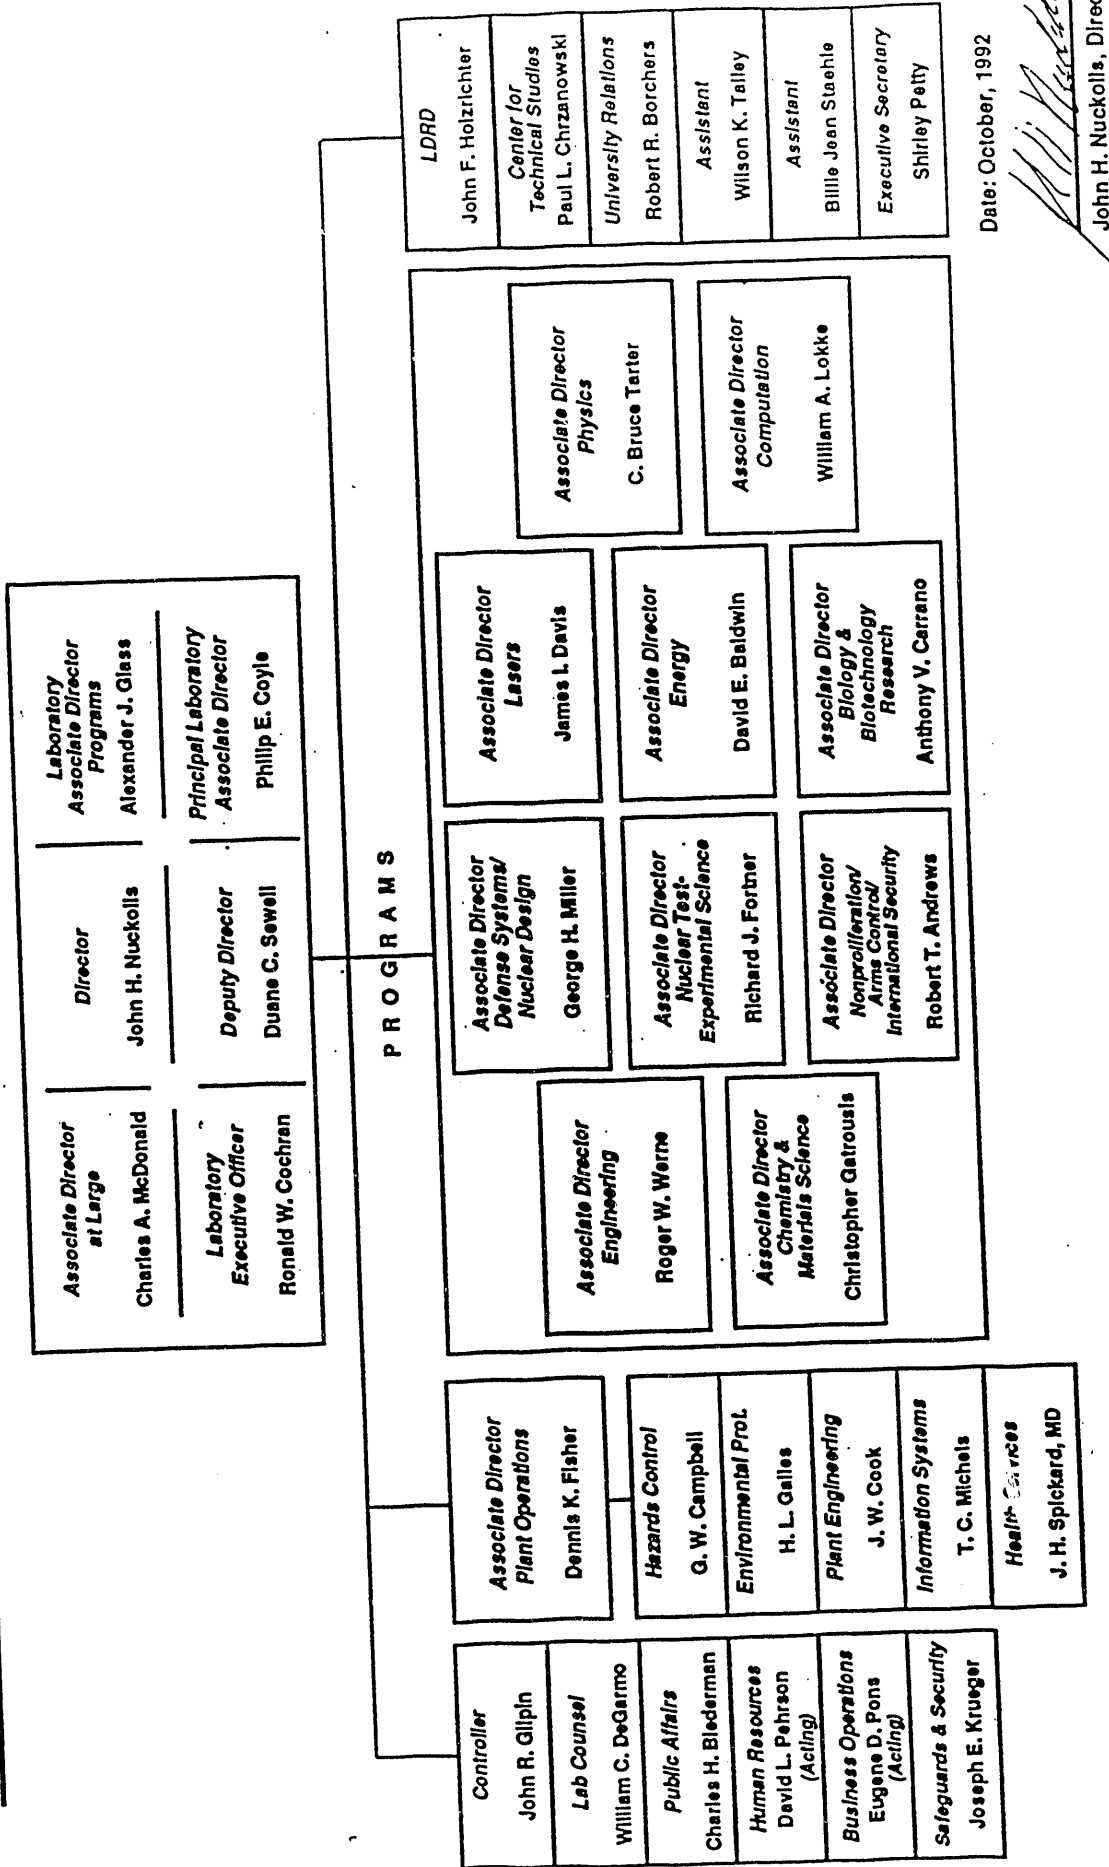 Associate Director
at Large
Charles A. McDonald
Director
John H. Nuckolls
Laboratory
Associate Director
Programs
Alexander J. Glass
Laboratory
Executive Officer
Ronald W. Cochran
Deputy Director
Duane C. Sewell
Principal Laboratory
Associate Director
Philip E. Coyle
Controller
John R. Gilpin
Lab Counsel
William C. DeGarmo
Public Affairs
Charles H. Biederman
Human Resources
David L. Pehrson
(Acting)
Business Operations
Eugene D. Pons
(Acting)
Safeguards & Security
Joseph E. Krueger
Associate Director
Plant Operations
Dennis K. Fisher
Hazards Control
G. W. Campbell
Environmental Prot.
H. L. Galles
Plant Engineering
J. W. Cook
Information Systems
T. C. Michels
Health Services
J. H. Spickard, MD
PROGRAMS
Associate Director
Engineering
Roger W. Werne
Associate Director
Chemistry &
Materials Science
Christopher Gatrousis
Associate Director
Defense Systems/
Nuclear Design
George H. Miller
Associate Director
Nuclear Test-
Experimental Science
Richard J. Fortner
Associate Director
Nonproliferation/
Arms Control/
International Security
Robert T. Andrews
Associate Director
Lasers
James I. Davis
Associate Director
Energy
David E. Baldwin
Associate Director
Biology &
Biotechnology
Research
Anthony V. Carrano
Associate Director
Physics
C. Bruce Tarter
Associate Director
Computation
William A. Lokke
LDRD
John F. Holzrichter
Center for
Technical Studies
Paul L. Chrzanowski
University Relations
Robert R. Borchers
Assistant
Wilson K. Talley
Assistant
Billie Jean Staehle
Executive Secretary
Shirley Petty
Date: October, 1992
John H. Nuckolls, Direc